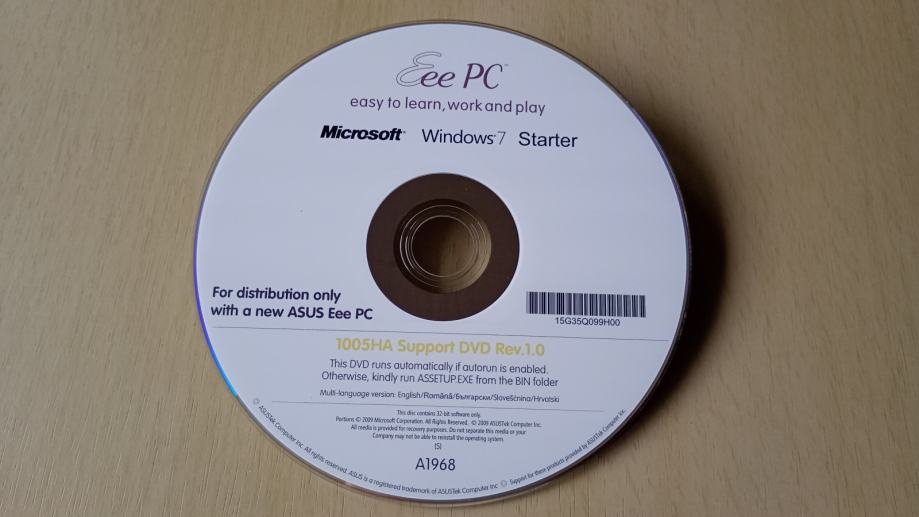 Eee PC™
easy to learn, work and play
Microsoft® Windows®7 Starter
For distribution only
with a new ASUS Eee PC
15G35Q099H00
1005HA Support DVD Rev.1.0
This DVD runs automatically if autorun is enabled.
Otherwise, kindly run ASSETUP.EXE from the BIN folder
Multi-language version: English/Română/Български/Slovešcnina/Hrvatski
This disc contains 32-bit software only.
Portions © 2009 Microsoft Corporation. All Rights Reserved. © 2009 ASUSTek Computer Inc.
All media is provided for recovery purposes. Do not separate this media or your
Company may not be able to reinstall the operating system.
(S)
A1968
© ASUSTek Computer Inc. All rights reserved. ASUS is a registered trademark of ASUSTek Computer Inc © Support for these products provided by ASUSTek Computer Inc.